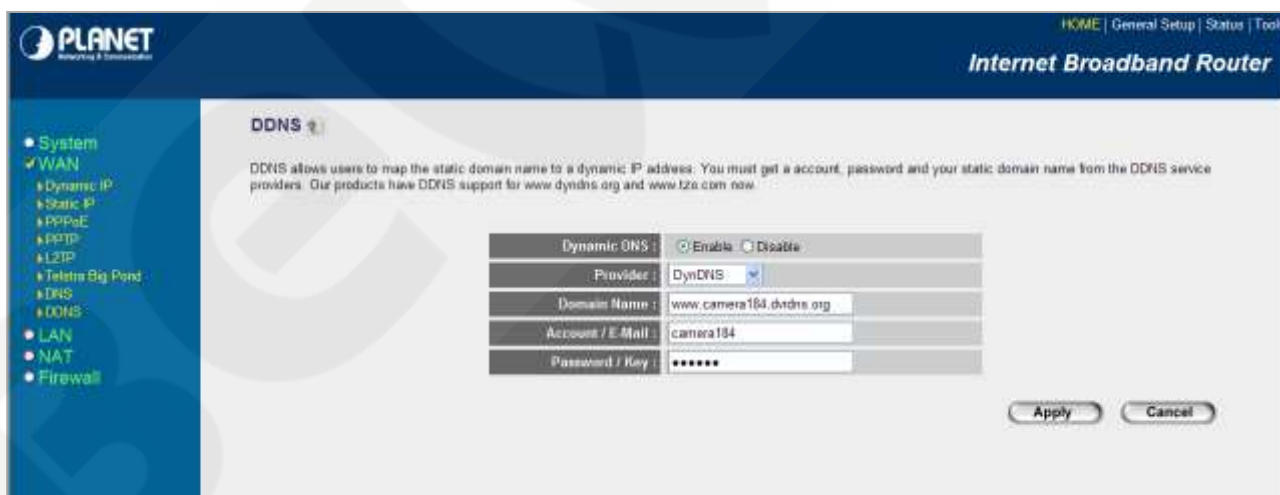 PLANET
Networking & Communication
HOME | General Setup | Status | Tool
Internet Broadband Router
System
WAN
Dynamic IP
Static IP
PPPoE
PPTP
L2TP
Telstra Big Pond
DNS
DDNS
LAN
NAT
Firewall
DDNS
DDNS allows users to map the static domain name to a dynamic IP address. You must get a account, password and your static domain name from the DDNS service
providers. Our products have DDNS support for www.dyndns.org and www.tzo.com now.
Dynamic DNS : Enable Disable
Provider : DynDNS
Domain Name : www.camera184.dvrdns.org
Account / E-Mail : camera184
Password / Key : ••••••
Apply Cancel